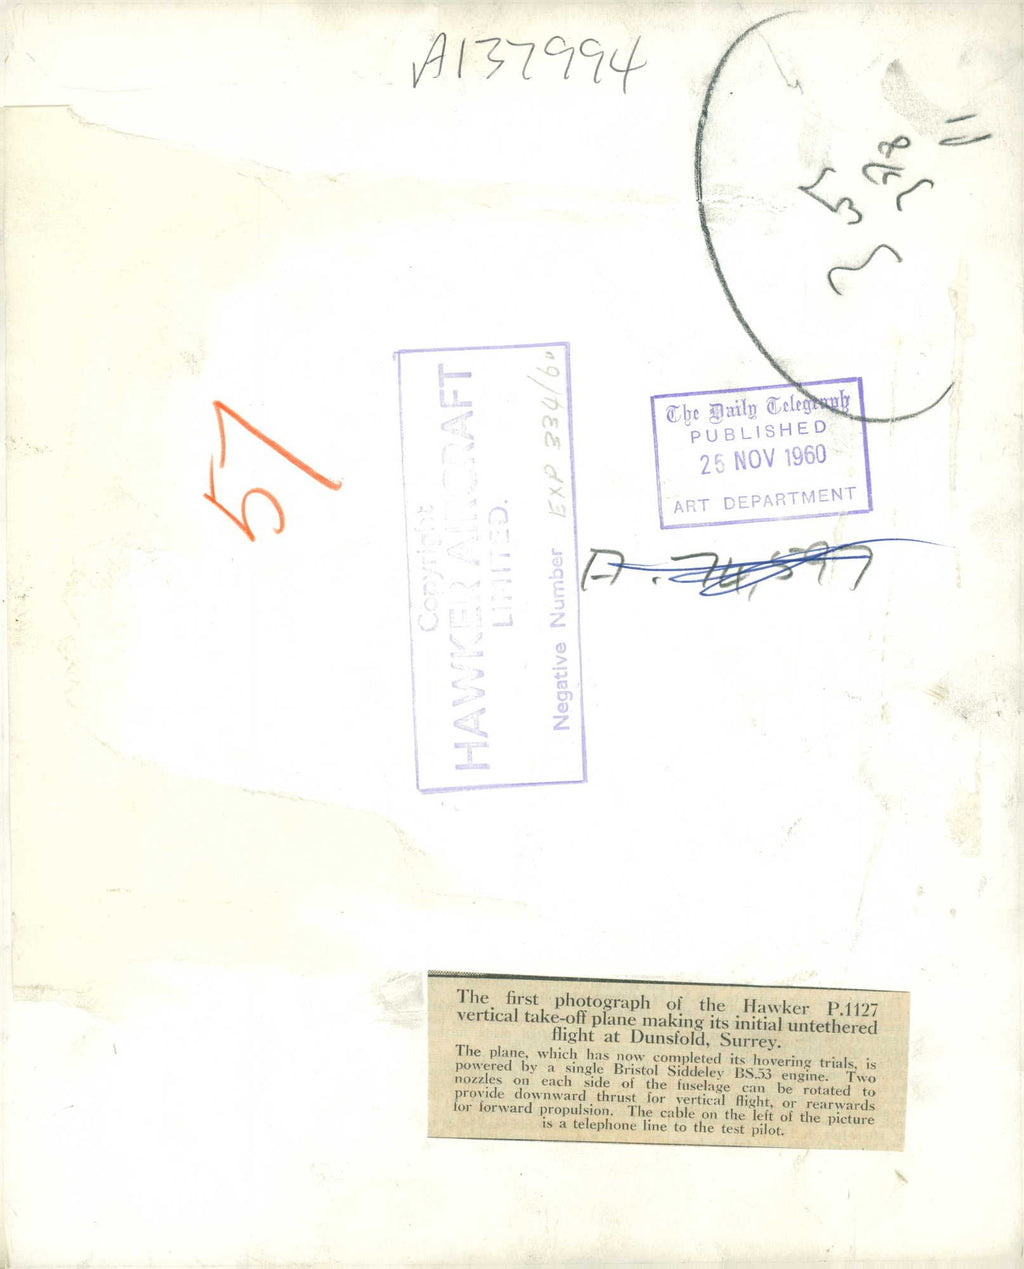 A137994
57
Copyright
HAWKER AIRCRAFT
LIMITED.
Negative Number EXP 334/60
The Daily Telegraph
PUBLISHED
25 NOV 1960
ART DEPARTMENT
A.74,597
The first photograph of the Hawker P.1127
vertical take-off plane making its initial untethered
flight at Dunsfold, Surrey.
The plane, which has now completed its hovering trials, is
powered by a single Bristol Siddeley BS.53 engine. Two
nozzles on each side of the fuselage can be rotated to
provide downward thrust for vertical flight, or rearwards
for forward propulsion. The cable on the left of the picture
is a telephone line to the test pilot.